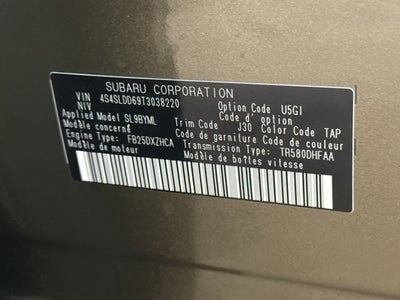 SUBARU CORPORATION
VIN 4S4SLDD69T3038220 Option Code U5GI
NIV Code d' option
Applied Model SL9BYML Trim Code J30 Color Code TAP
Modèle concerné Code de garniture Code de couleur
Engine Type FB25DXZHCA Transmission Type TR580DHFAA
Modèle de moteur Modèle de boîtes vitesse